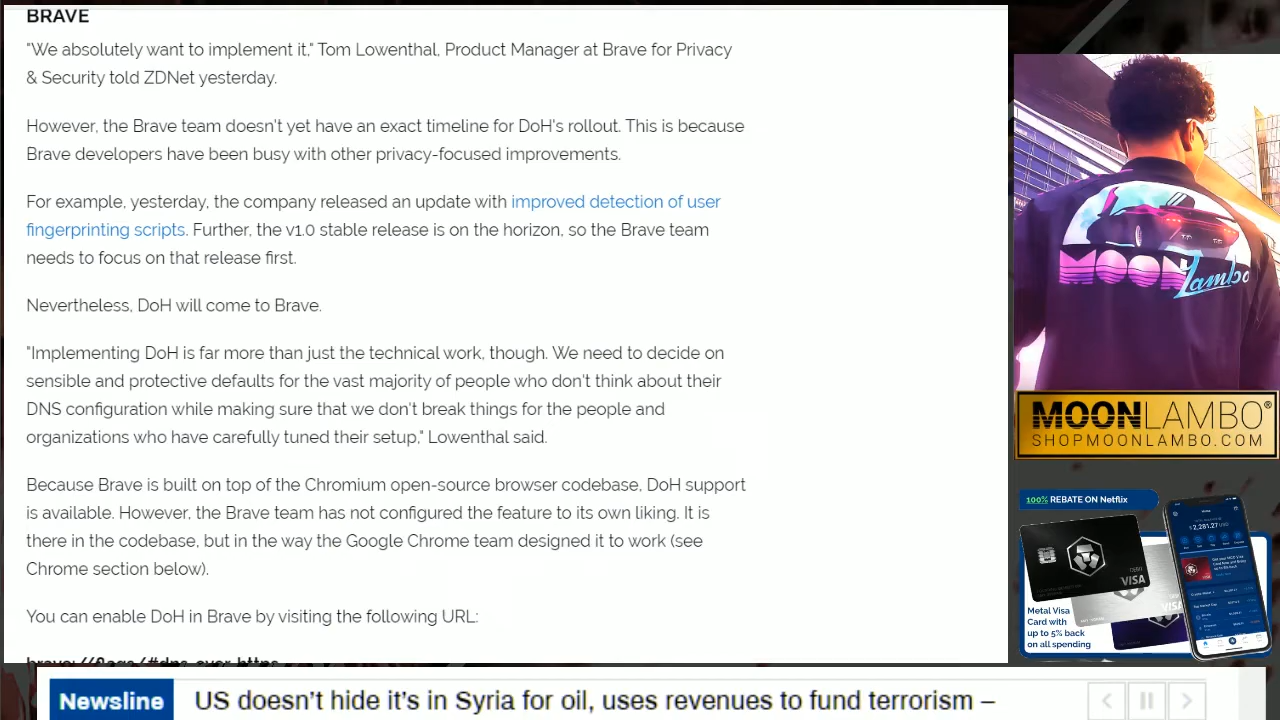 BRAVE
"We absolutely want to implement it," Tom Lowenthal, Product Manager at Brave for Privacy
& Security told ZDNet yesterday.
However, the Brave team doesn't yet have an exact timeline for DoH's rollout. This is because
Brave developers have been busy with other privacy-focused improvements.
For example, yesterday, the company released an update with improved detection of user
fingerprinting scripts. Further, the v1.0 stable release is on the horizon, so the Brave team
needs to focus on that release first.
Nevertheless, DoH will come to Brave.
"Implementing DoH is far more than just the technical work, though. We need to decide on
sensible and protective defaults for the vast majority of people who don't think about their
DNS configuration while making sure that we don't break things for the people and
organizations who have carefully tuned their setup," Lowenthal said.
Because Brave is built on top of the Chromium open-source browser codebase, DoH support
is available. However, the Brave team has not configured the feature to its own liking. It is
there in the codebase, but in the way the Google Chrome team designed it to work (see
Chrome section below).
You can enable DoH in Brave by visiting the following URL:
brave://flags/#dns-over-https
MOON
Lambo
MOONLAMBO®
SHOPMOONLAMBO.COM
100% REBATE ON Netflix
2,281.27 USD
DEBIT
VISA
VISA
Metal Visa
Card with
up to 5% back
on all spending
Newsline
US doesn't hide it's in Syria for oil, uses revenues to fund terrorism –